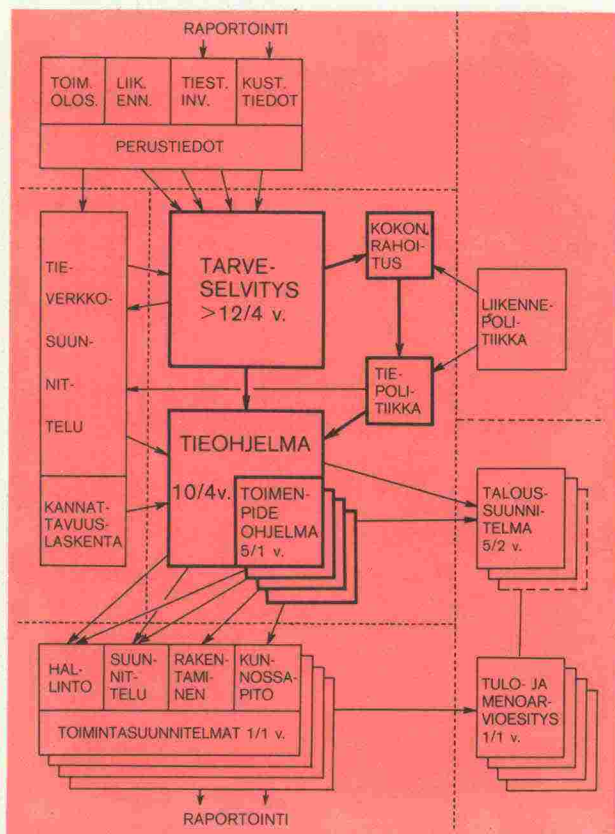 RAPORTOINTI
TOIM.
OLOS.
LIIK.
ENN.
TIEST.
INV.
KUST.
TIEDOT
PERUSTIEDOT
TIE-
VERKKO-
SUUN-
NIT-
TELU
KANNAT-
TAVUUS-
LASKENTA
TARVE-
SELVITYS
>12/4 v.
KOKON.
RAHOI-
TUS
LIIKENNE-
POLI-
TIIKKA
TIE-
POLI-
TIIKKA
TIEOHJELMA
10/4 v.
TOIMEN-
PIDE
OHJELMA
5/1 v.
TALOUS-
SUUNNI-
TELMA
5/2 v.
HAL-
LINTO
SUUN-
NIT-
TELU
RAKEN-
TAMI-
NEN
KUN-
NOSSA-
PITO
TOIMINTASUUNNITELMAT 1/1 v.
TULO- JA
MENOAR-
VIOESITYS
1/1 v.
RAPORTOINTI